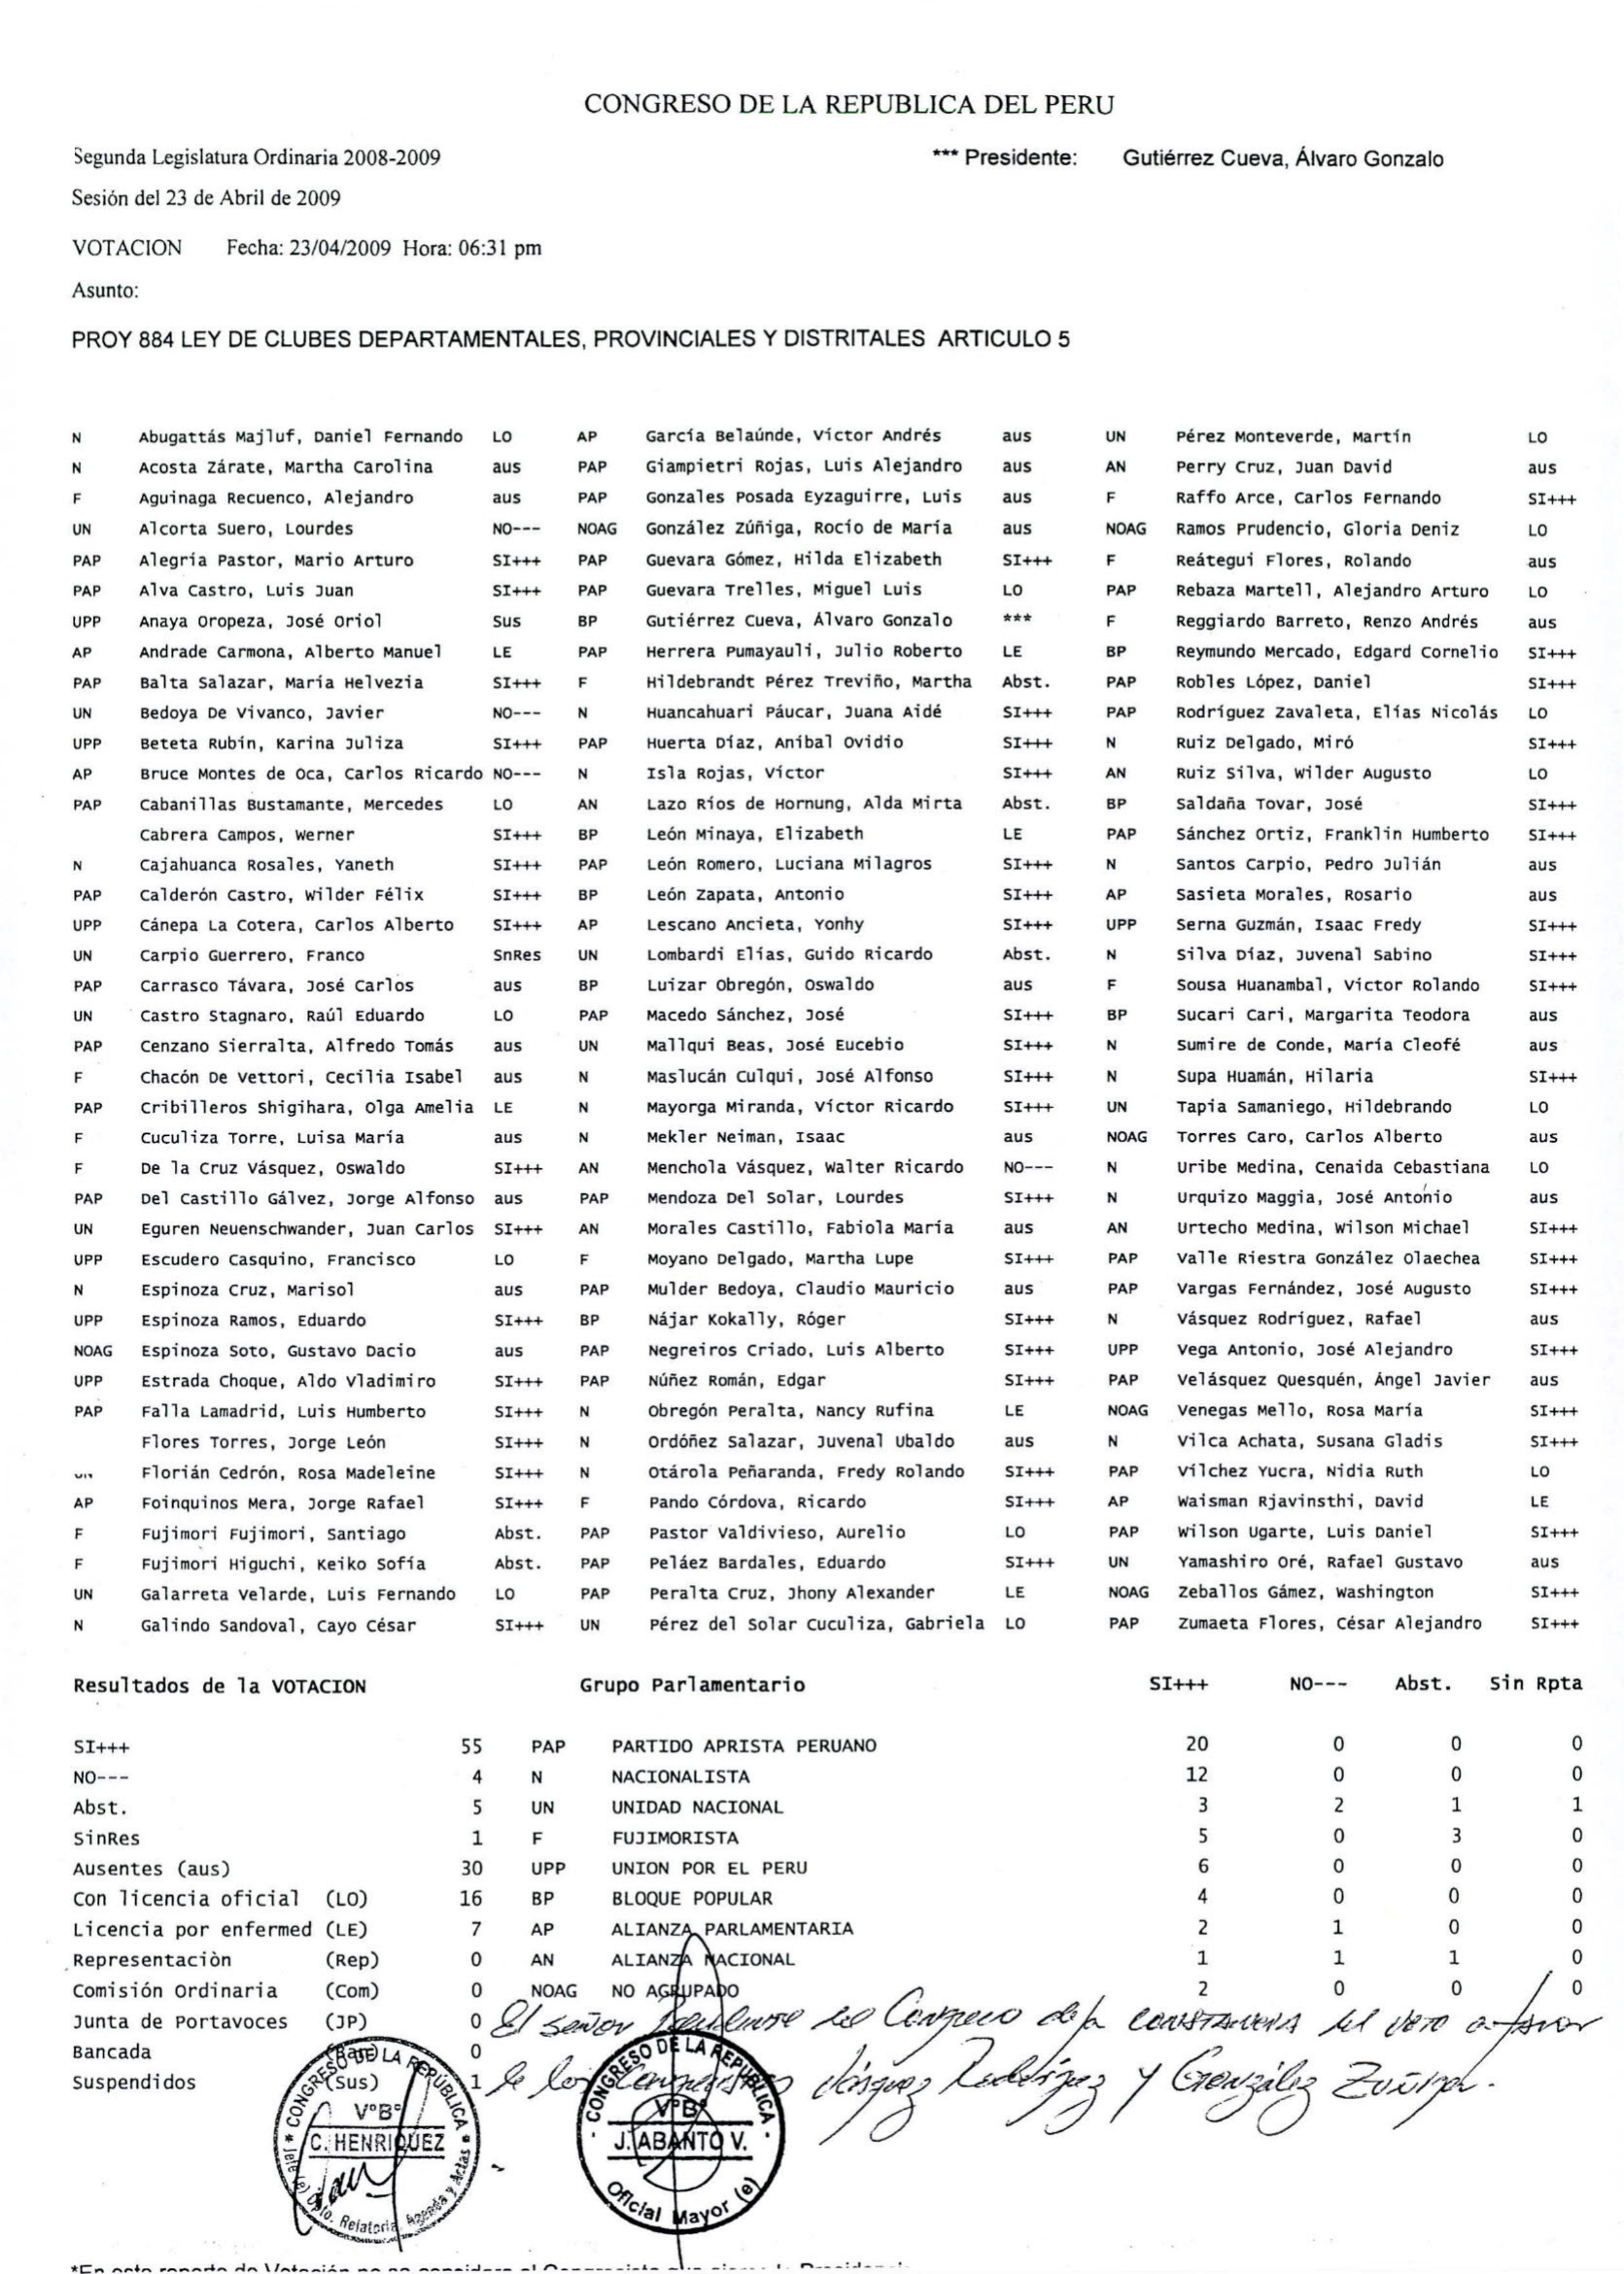 CONGRESO DE LA REPUBLICA DEL PERU
Segunda Legislatura Ordinaria 2008-2009 *** Presidente: Gutiérrez Cueva, Álvaro Gonzalo
Sesión del 23 de Abril de 2009
VOTACION Fecha: 23/04/2009 Hora: 06:31 pm
Asunto:
PROY 884 LEY DE CLUBES DEPARTAMENTALES, PROVINCIALES Y DISTRITALES ARTICULO 5
N Abugattás Majluf, Daniel Fernando LO AP García Belaúnde, Víctor Andrés aus UN Pérez Monteverde, Martín LO
N Acosta Zárate, Martha Carolina aus PAP Giampietri Rojas, Luis Alejandro aus AN Perry Cruz, Juan David aus
F Aguinaga Recuenco, Alejandro aus PAP Gonzales Posada Eyzaguirre, Luis aus F Raffo Arce, Carlos Fernando SI+++
UN Alcorta Suero, Lourdes NO--- NOAG González Zúñiga, Rocío de María aus NOAG Ramos Prudencio, Gloria Deniz LO
PAP Alegría Pastor, Mario Arturo SI+++ PAP Guevara Gómez, Hilda Elizabeth SI+++ F Reátegui Flores, Rolando aus
PAP Alva Castro, Luis Juan SI+++ PAP Guevara Trelles, Miguel Luis LO PAP Rebaza Martell, Alejandro Arturo LO
UPP Anaya Oropeza, José Oriol Sus BP Gutiérrez Cueva, Álvaro Gonzalo *** F Reggiardo Barreto, Renzo Andrés aus
AP Andrade Carmona, Alberto Manuel LE PAP Herrera Pumayauli, Julio Roberto LE BP Reymundo Mercado, Edgard Cornelio SI+++
PAP Balta Salazar, María Helvezia SI+++ F Hildebrandt Pérez Treviño, Martha Abst. PAP Robles López, Daniel SI+++
UN Bedoya De Vivanco, Javier NO--- N Huancahuari Páucar, Juana Aidé SI+++ PAP Rodríguez Zavaleta, Elías Nicolás LO
UPP Beteta Rubín, Karina Juliza SI+++ PAP Huerta Díaz, Aníbal Ovidio SI+++ N Ruiz Delgado, Miró SI+++
AP Bruce Montes de Oca, Carlos Ricardo NO--- N Isla Rojas, Víctor SI+++ AN Ruiz Silva, Wilder Augusto LO
PAP Cabanillas Bustamante, Mercedes LO AN Lazo Ríos de Hornung, Alda Mirta Abst. BP Saldaña Tovar, José SI+++
Cabrera Campos, Werner SI+++ BP León Minaya, Elizabeth LE PAP Sánchez Ortiz, Franklin Humberto SI+++
N Cajahuanca Rosales, Yaneth SI+++ PAP León Romero, Luciana Milagros SI+++ N Santos Carpio, Pedro Julián aus
PAP Calderón Castro, Wilder Félix SI+++ BP León Zapata, Antonio SI+++ AP Sasieta Morales, Rosario aus
UPP Cánepa La Cotera, Carlos Alberto SI+++ AP Lescano Ancieta, Yonhy SI+++ UPP Serna Guzmán, Isaac Fredy SI+++
UN Carpio Guerrero, Franco SnRes UN Lombardi Elías, Guido Ricardo Abst. N Silva Díaz, Juvenal Sabino SI+++
PAP Carrasco Távara, José Carlos aus BP Luizar Obregón, Oswaldo aus F Sousa Huanambal, Víctor Rolando SI+++
UN Castro Stagnaro, Raúl Eduardo LO PAP Macedo Sánchez, José SI+++ BP Sucari Cari, Margarita Teodora aus
PAP Cenzano Sierralta, Alfredo Tomás aus UN Mallqui Beas, José Eucebio SI+++ N Sumire de Conde, María Cleofé aus
F Chacón De Vettori, Cecilia Isabel aus N Maslucán Culqui, José Alfonso SI+++ N Supa Huamán, Hilaria SI+++
PAP Cribilleros Shigihara, Olga Amelia LE N Mayorga Miranda, Víctor Ricardo SI+++ UN Tapia Samaniego, Hildebrando LO
F Cuculiza Torre, Luisa María aus N Mekler Neiman, Isaac aus NOAG Torres Caro, Carlos Alberto aus
F De la Cruz Vásquez, Oswaldo SI+++ AN Menchola Vásquez, Walter Ricardo NO--- N Uribe Medina, Cenaida Cebastiana LO
PAP Del Castillo Gálvez, Jorge Alfonso aus PAP Mendoza Del Solar, Lourdes SI+++ N Urquizo Maggia, José Antonio aus
UN Eguren Neuenschwander, Juan Carlos SI+++ AN Morales Castillo, Fabiola María aus AN Urtecho Medina, Wilson Michael SI+++
UPP Escudero Casquino, Francisco LO F Moyano Delgado, Martha Lupe SI+++ PAP Valle Riestra González Olaechea SI+++
N Espinoza Cruz, Marisol aus PAP Mulder Bedoya, Claudio Mauricio aus PAP Vargas Fernández, José Augusto SI+++
UPP Espinoza Ramos, Eduardo SI+++ BP Nájar Kokally, Róger SI+++ N Vásquez Rodríguez, Rafael aus
NOAG Espinoza Soto, Gustavo Dacio aus PAP Negreiros Criado, Luis Alberto SI+++ UPP Vega Antonio, José Alejandro SI+++
UPP Estrada Choque, Aldo Vladimiro SI+++ PAP Núñez Román, Edgar SI+++ PAP Velásquez Quesquén, Ángel Javier aus
PAP Falla Lamadrid, Luis Humberto SI+++ N Obregón Peralta, Nancy Rufina LE NOAG Venegas Mello, Rosa María SI+++
Flores Torres, Jorge León SI+++ N Ordóñez Salazar, Juvenal Ubaldo aus N Vilca Achata, Susana Gladis SI+++
Florián Cedrón, Rosa Madeleine SI+++ N Otárola Peñaranda, Fredy Rolando SI+++ PAP Vílchez Yucra, Nidia Ruth LO
AP Foinquinos Mera, Jorge Rafael SI+++ F Pando Córdova, Ricardo SI+++ AP Waisman Rjavinsthi, David LE
F Fujimori Fujimori, Santiago Abst. PAP Pastor Valdivieso, Aurelio LO PAP Wilson Ugarte, Luis Daniel SI+++
F Fujimori Higuchi, Keiko Sofía Abst. PAP Peláez Bardales, Eduardo SI+++ UN Yamashiro Oré, Rafael Gustavo aus
UN Galarreta Velarde, Luis Fernando LO PAP Peralta Cruz, Jhony Alexander LE NOAG Zeballos Gámez, Washington SI+++
N Galindo Sandoval, Cayo César SI+++ UN Pérez del Solar Cuculiza, Gabriela LO PAP Zumaeta Flores, César Alejandro SI+++
Resultados de la VOTACION Grupo Parlamentario SI+++ NO--- Abst. Sin Rpta
SI+++ 55 PAP PARTIDO APRISTA PERUANO 20 0 0 0
NO--- 4 N NACIONALISTA 12 0 0 0
Abst. 5 UN UNIDAD NACIONAL 3 2 1 1
SinRes 1 F FUJIMORISTA 5 0 3 0
Ausentes (aus) 30 UPP UNION POR EL PERU 6 0 0 0
Con licencia oficial (LO) 16 BP BLOQUE POPULAR 4 0 0 0
Licencia por enfermed (LE) 7 AP ALIANZA PARLAMENTARIA 2 1 0 0
Representaciòn (Rep) 0 AN ALIANZA NACIONAL 1 1 1 0
Comisión Ordinaria (Com) 0 NOAG NO AGRUPADO 2 0 0 0
Junta de Portavoces (JP) 0
El señor Presidente del Congreso deja constancia del voto a favor
Bancada (Ban) 0
Suspendidos (Sus) 1
de los Congresistas Vásquez Rodríguez y González Zúñiga.
* CONGRESO DE LA REPÚBLICA *
V°B°
C. HENRIQUEZ
Jefe (e) Dpto. Relatoría, Agenda y Actas
- CONGRESO DE LA REPUBLICA -
V°B°
J. ABANTO V.
Oficial Mayor (e)